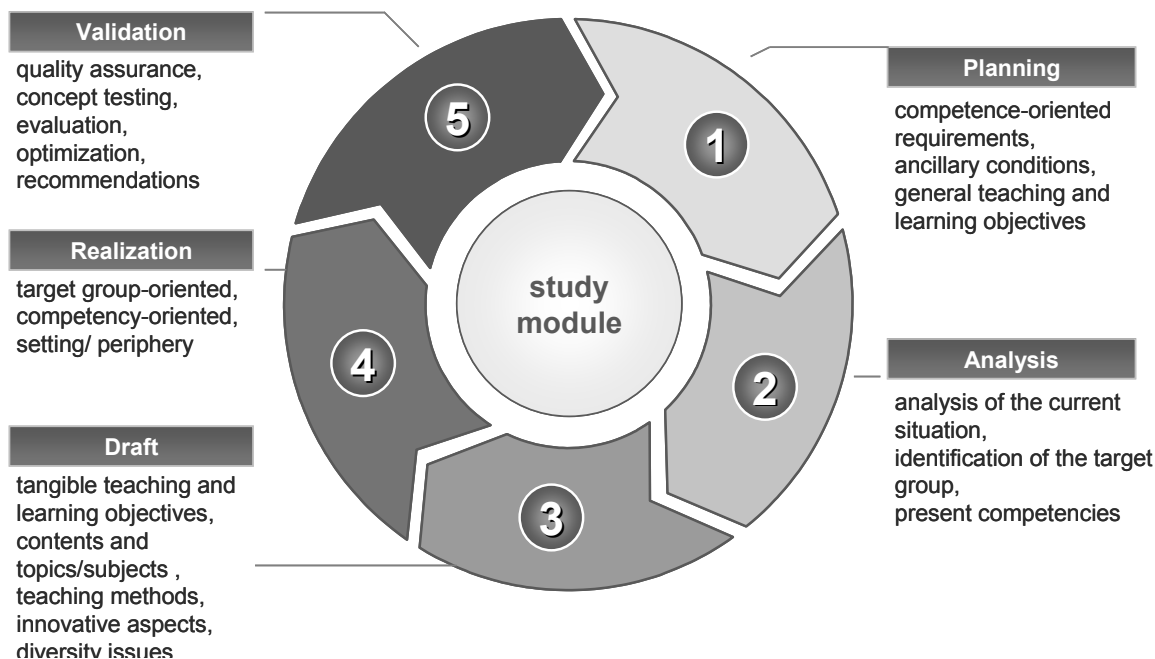 Validation
quality assurance,
concept testing,
evaluation,
optimization,
recommendations
Realization
target group-oriented,
competency-oriented,
setting/ periphery
Draft
tangible teaching and
learning objectives,
contents and
topics/subjects ,
teaching methods,
innovative aspects,
diversity issues
5
1
4
2
3
study
module
Planning
competence-oriented
requirements,
ancillary conditions,
general teaching and
learning objectives
Analysis
analysis of the current
situation,
identification of the target
group,
present competencies